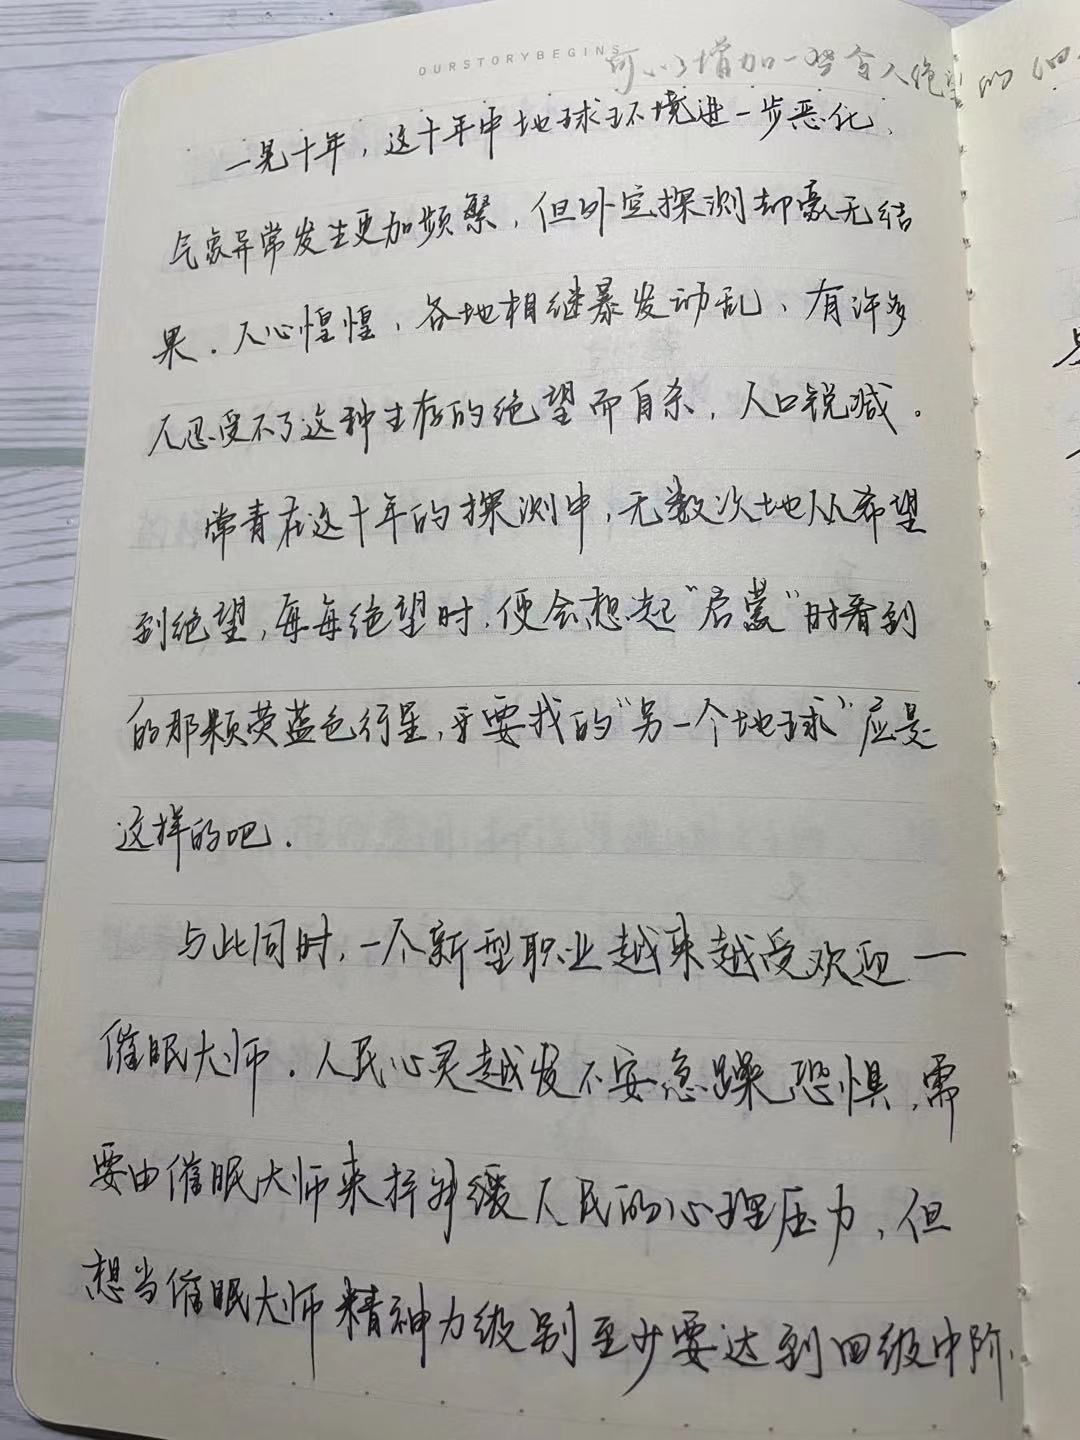 OURSTORYBEGINS
可以增加一些令人绝望的
一晃十年，这十年中地球环境进一步恶化、
气象异常发生更加频繁，但外空探测却毫无结
果。人心惶惶，各地相继暴发动乱、有许多
人忍受不了这种生存的绝望而自杀，人口锐减。
常青在这十年的探测中，无数次地从希望
到绝望，每每绝望时，便会想起“启蒙”时看到
的那颗荧蓝色行星，要找的“另一个地球”应是
这样的吧．
与此同时，一个新型职业越来越受欢迎—
催眠大师．人民心灵越发不安急躁恐惧，需
要由催眠大师来缓人民的心理压力，但
想当催眠大师精神力级别至少要达到四级中阶．